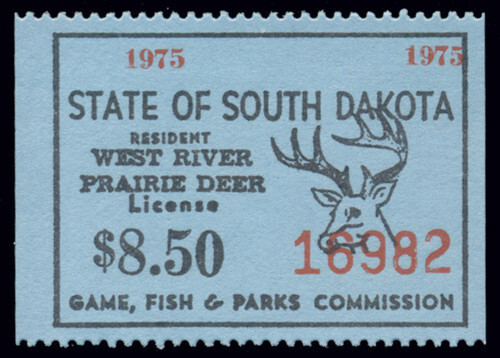 1975 1975
STATE OF SOUTH DAKOTA
RESIDENT
WEST RIVER
PRAIRIE DEER
License
$8.50 16982
GAME, FISH & PARKS COMMISSION